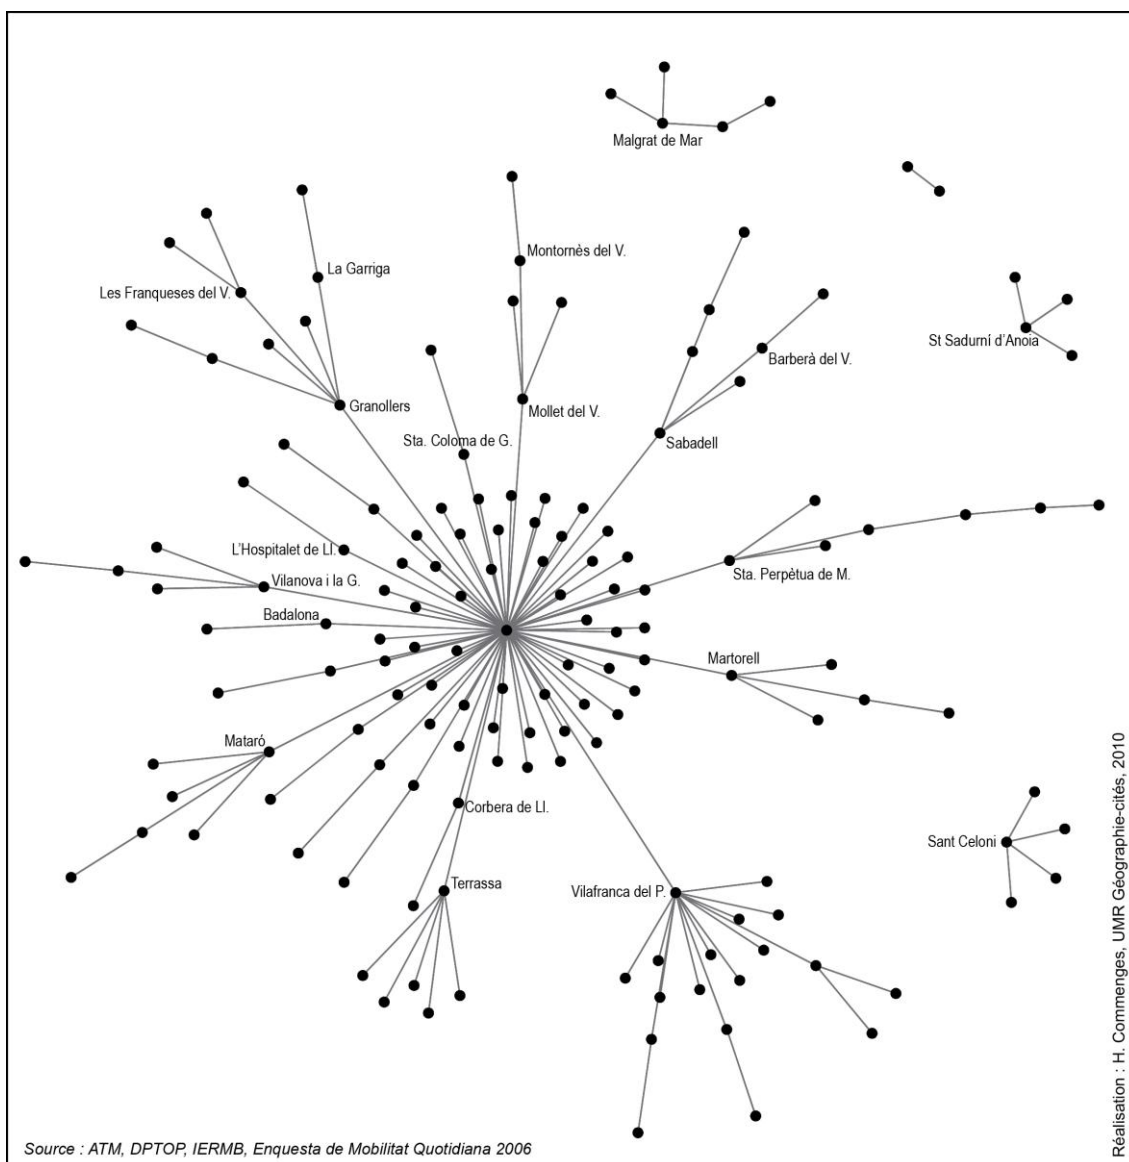 Malgrat de Mar
Montornès del V.
La Garriga
Les Franqueses del V.
St Sadurní d'Anoia
Barberà del V.
Granollers
Mollet del V.
Sta. Coloma de G.
Sabadell
L'Hospitalet de Ll.
Sta. Perpètua de M.
Vilanova i la G.
Badalona
Martorell
Mataró
Corbera de Ll.
Sant Celoni
Terrassa
Vilafranca del P.
Source : ATM, DPTOP, IERMB, Enquesta de Mobilitat Quotidiana 2006
Réalisation : H. Commenges, UMR Géographie-cités, 2010